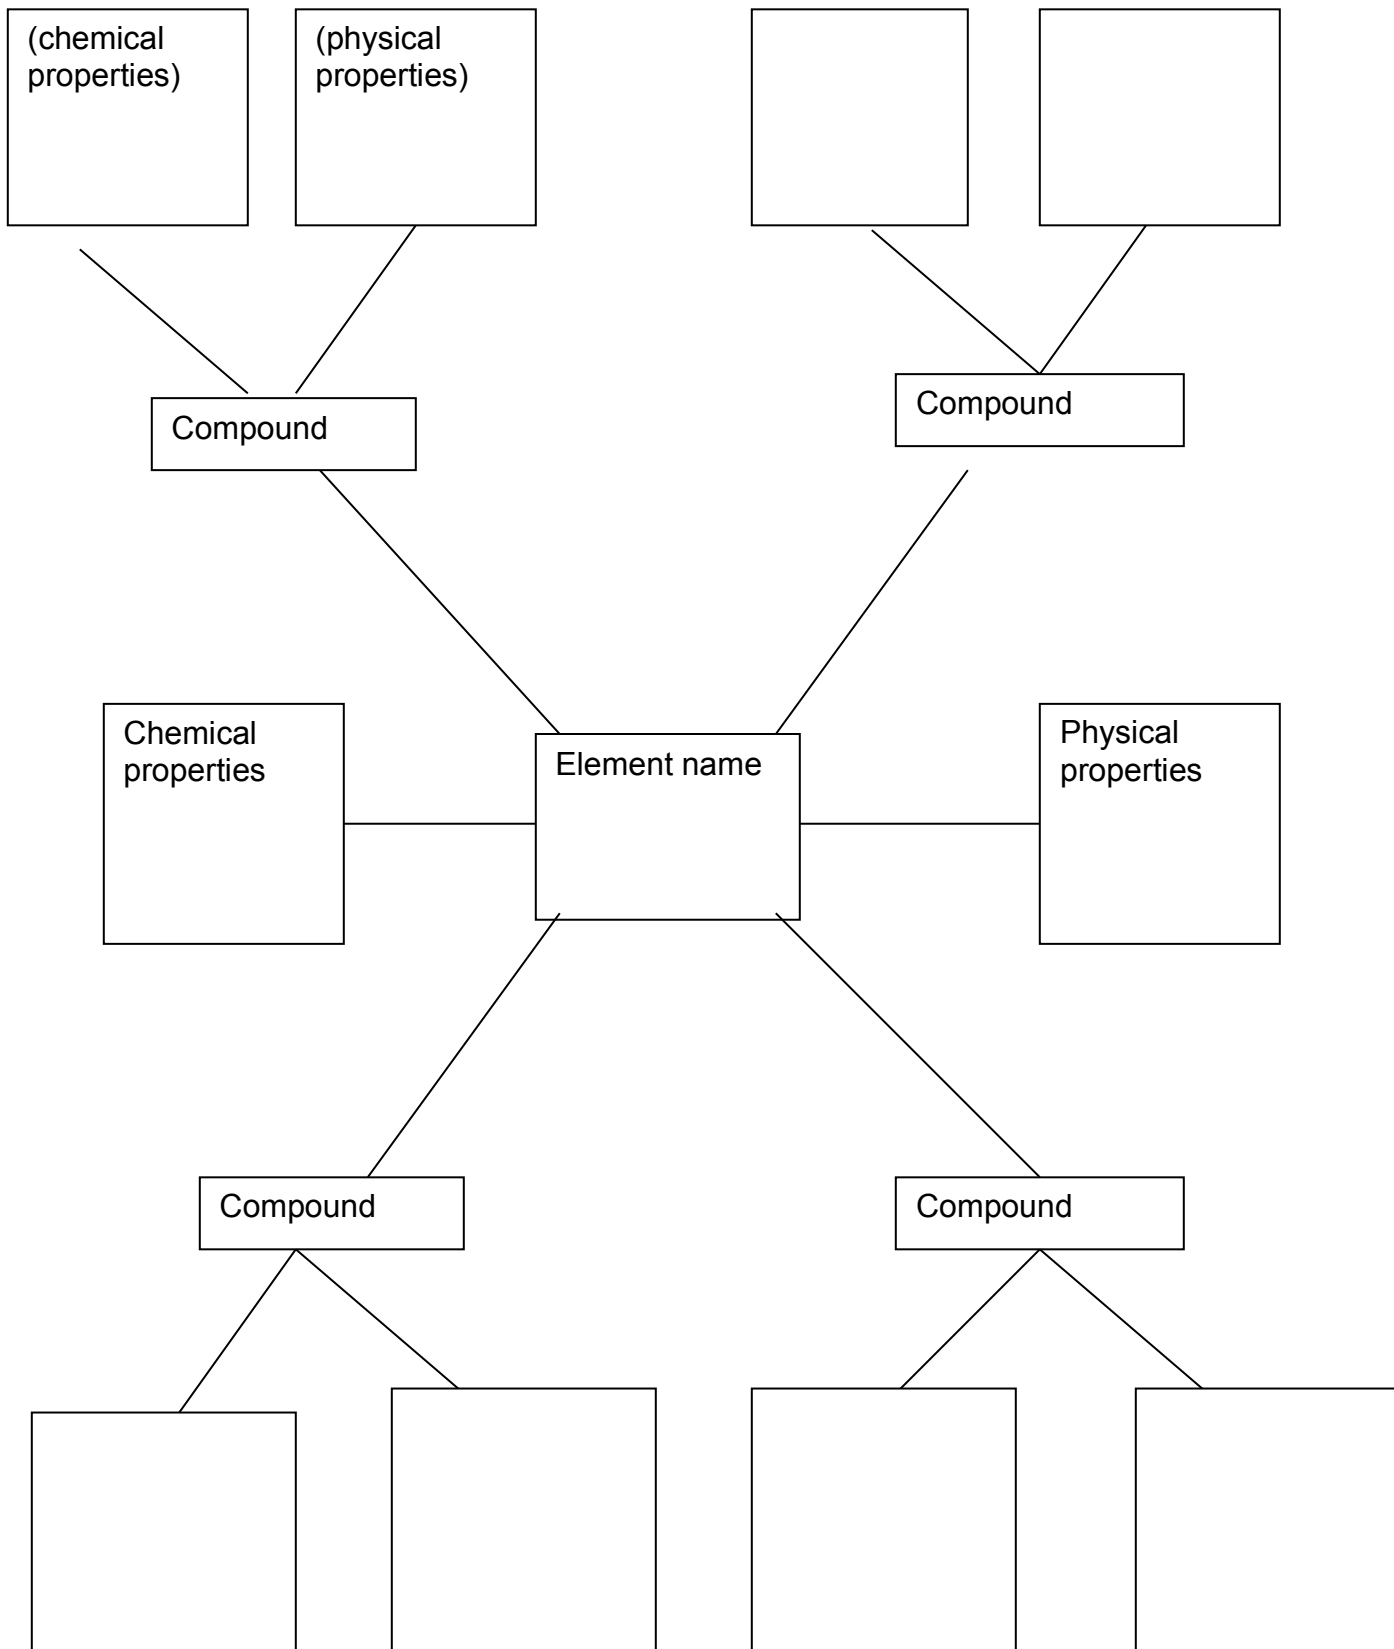 (chemical
properties)
(physical
properties)
Compound
Compound
Chemical
properties
Element name
Physical
properties
Compound
Compound